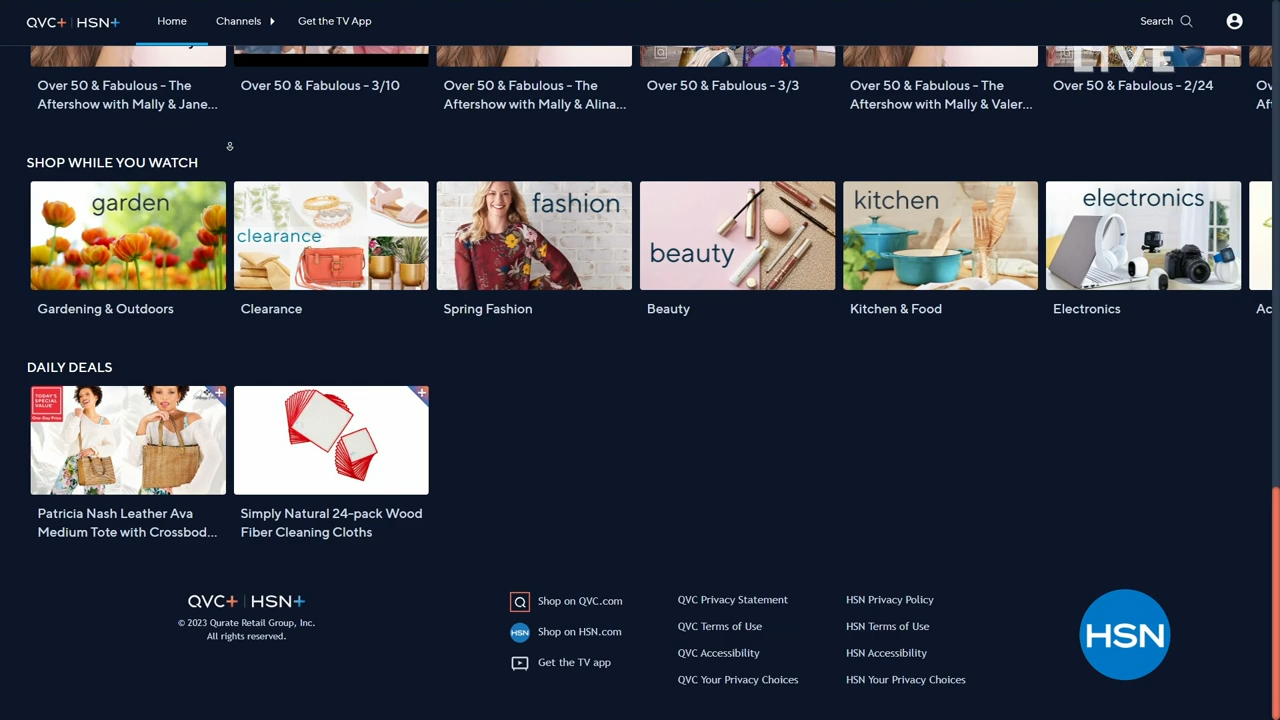 QVC+ | HSN+
Home
Channels
Get the TV App
Search
LIVE
Over 50 & Fabulous - The
Aftershow with Mally & Jane...
Over 50 & Fabulous - 3/10
Over 50 & Fabulous - The
Aftershow with Mally & Alina...
Over 50 & Fabulous - 3/3
Over 50 & Fabulous - The
Aftershow with Mally & Valer...
Over 50 & Fabulous - 2/24
SHOP WHILE YOU WATCH
garden
clearance
fashion
beauty
kitchen
electronics
Gardening & Outdoors
Clearance
Spring Fashion
Beauty
Kitchen & Food
Electronics
Ac
DAILY DEALS
TODAY'S
SPECIAL
VALUE
One-Day Price
Patricia Nash Leather Ava
Medium Tote with Crossbod...
Simply Natural 24-pack Wood
Fiber Cleaning Cloths
QVC+ | HSN+
© 2023 Qurate Retail Group, Inc.
All rights reserved.
Shop on QVC.com
HSN
Shop on HSN.com
Get the TV app
QVC Privacy Statement
QVC Terms of Use
QVC Accessibility
QVC Your Privacy Choices
HSN Privacy Policy
HSN Terms of Use
HSN Accessibility
HSN Your Privacy Choices
HSN